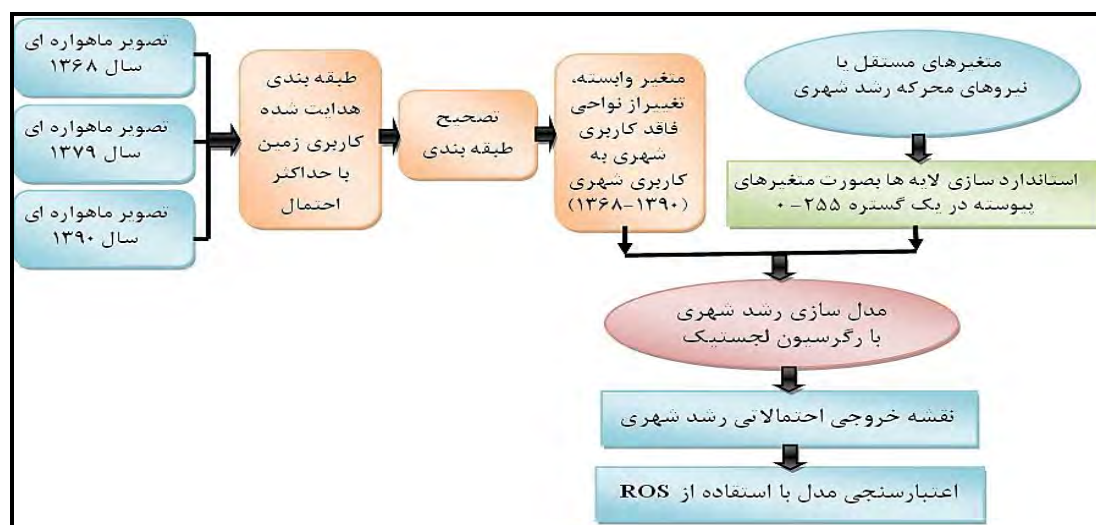 تصویر ماهواره ای
سال ۱۳۶۸
تصویر ماهواره ای
سال ۱۳۷۹
تصویر ماهواره ای
سال ۱۳۹۰
طبقه بندی
هدایت شده
کاربری زمین
با حداکثر
احتمال
تصحیح
طبقه بندی
متغیر وابسته،
تغییر از نواحی
فاقد کاربری
شهری به
کاربری شهری
(۱۳۶۸-۱۳۹۰)
متغیرهای مستقل یا
نیروهای محرکه رشد شهری
استاندارد سازی لایه ها بصورت متغیرهای
پیوسته در یک گستره ۲۵۵-۰
مدل سازی رشد شهری
با رگرسیون لجستیک
نقشه خروجی احتمالاتی رشد شهری
اعتبارسنجی مدل با استفاده از ROS